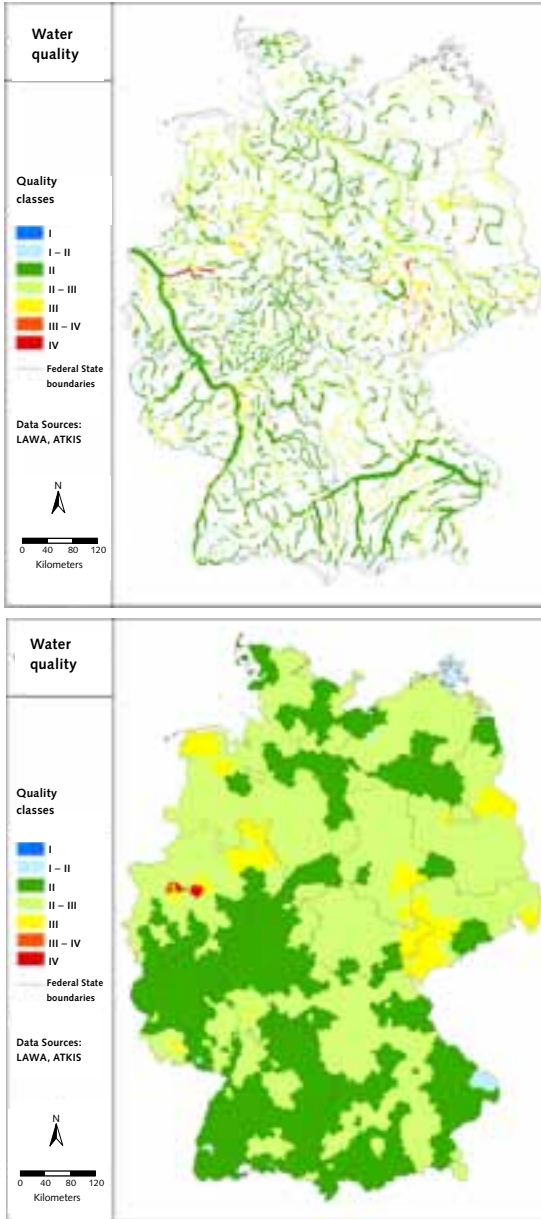 Water
quality
Quality
classes
I
I – II
II
II – III
III
III – IV
IV
Federal State
boundaries
Data Sources:
LAWA, ATKIS
N
0 40 80 120
Kilometers
Water
quality
Quality
classes
I
I – II
II
II – III
III
III – IV
IV
Federal State
boundaries
Data Sources:
LAWA, ATKIS
N
0 40 80 120
Kilometers